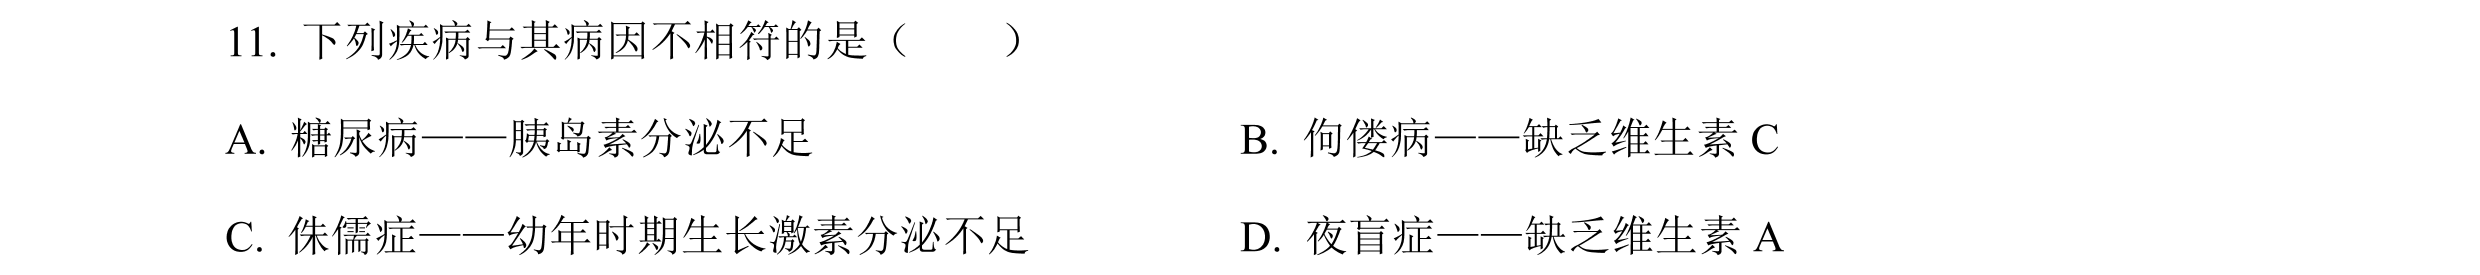 11. 下列疾病与其病因不相符的是（　　）
A. 糖尿病——胰岛素分泌不足 B. 佝偻病——缺乏维生素 C
C. 侏儒症——幼年时期生长激素分泌不足 D. 夜盲症——缺乏维生素 A